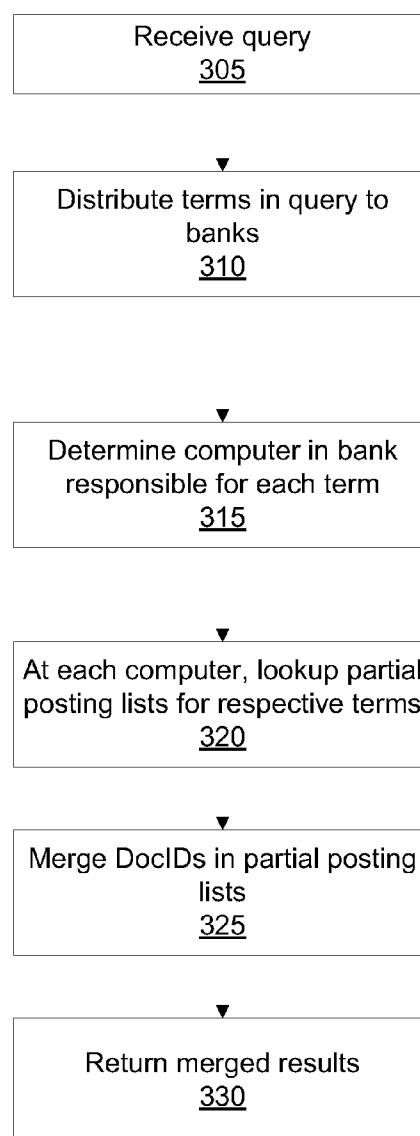 Receive query
305
Distribute terms in query to
banks
310
Determine computer in bank
responsible for each term
315
At each computer, lookup partial
posting lists for respective terms
320
Merge DocIDs in partial posting
lists
325
Return merged results
330